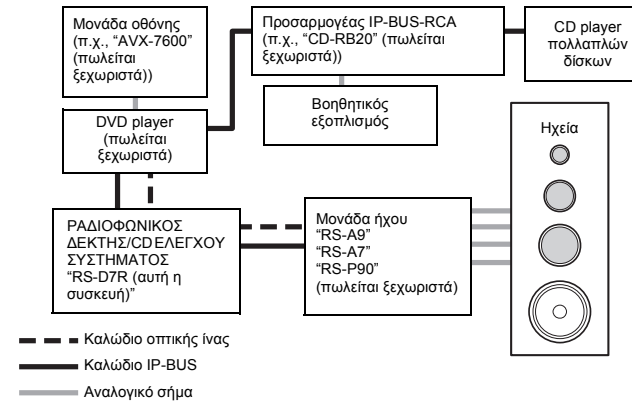 Μονάδα οθόνης
(π.χ., “AVX-7600”
(πωλείται
ξεχωριστά))
Προσαρμογέας IP-BUS-RCA
(π.χ., “CD-RB20” (πωλείται
ξεχωριστά))
CD player
πολλαπλών
δίσκων
Βοηθητικός
εξοπλισμός
DVD player
(πωλείται
ξεχωριστά)
Ηχεία
ΡΑΔΙΟΦΩΝΙΚΟΣ
ΔΕΚΤΗΣ/CD ΕΛΕΓΧΟΥ
ΣΥΣΤΗΜΑΤΟΣ
“RS-D7R (αυτή η
συσκευή)”
Μονάδα ήχου
“RS-A9”
“RS-A7”
“RS-P90”
(πωλείται ξεχωριστά)
Καλώδιο οπτικής ίνας
Καλώδιο IP-BUS
Αναλογικό σήμα